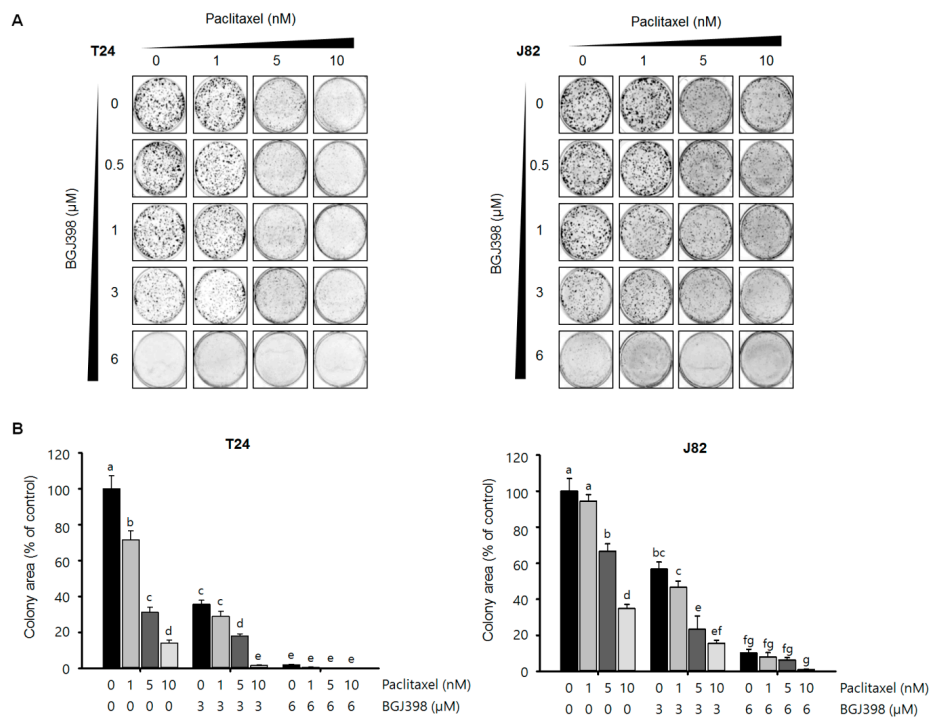 A
Paclitaxel (nM)
T24
0 1 5 10
BGJ398 (µM)
0
0.5
1
3
6
Paclitaxel (nM)
J82
0 1 5 10
BGJ398 (µM)
0
0.5
1
3
6
B
T24
Colony area (% of control)
120
100
80
60
40
20
0
a
b
c
d
c
c
d
e
e
e
e
e
0 1 5 10 0 1 5 10 0 1 5 10 Paclitaxel (nM)
0 0 0 0 3 3 3 3 6 6 6 6 BGJ398 (µM)
J82
Colony area (% of control)
120
100
80
60
40
20
0
a
a
b
d
bc
c
e
ef
fg
fg
fg
g
0 1 5 10 0 1 5 10 0 1 5 10 Paclitaxel (nM)
0 0 0 0 3 3 3 3 6 6 6 6 BGJ398 (µM)